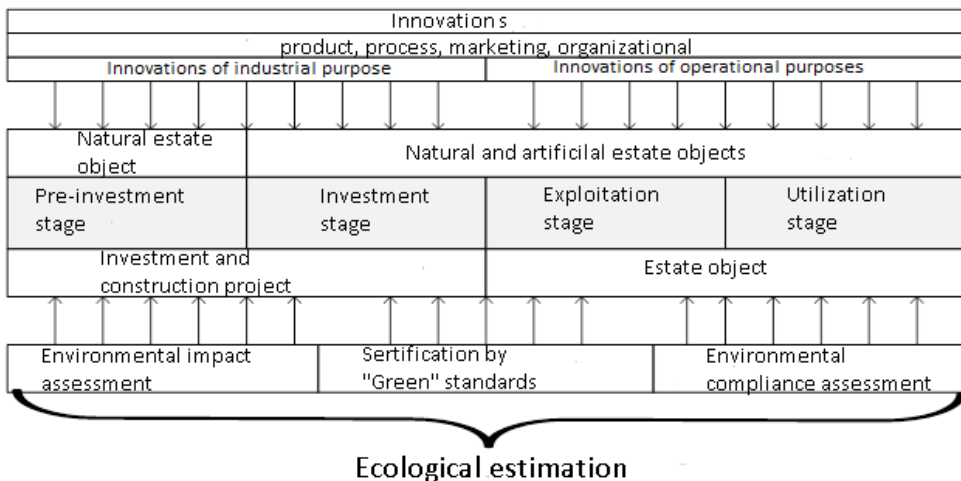 Innovations
product, process, marketing, organizational
Innovations of industrial purpose
Innovations of operational purposes
Natural estate
object
Natural and artificilal estate objects
Pre-investment
stage
Investment
stage
Exploitation
stage
Utilization
stage
Investment and
construction project
Estate object
Environmental impact
assessment
Sertification by
"Green" standards
Environmental
compliance assessment
Ecological estimation